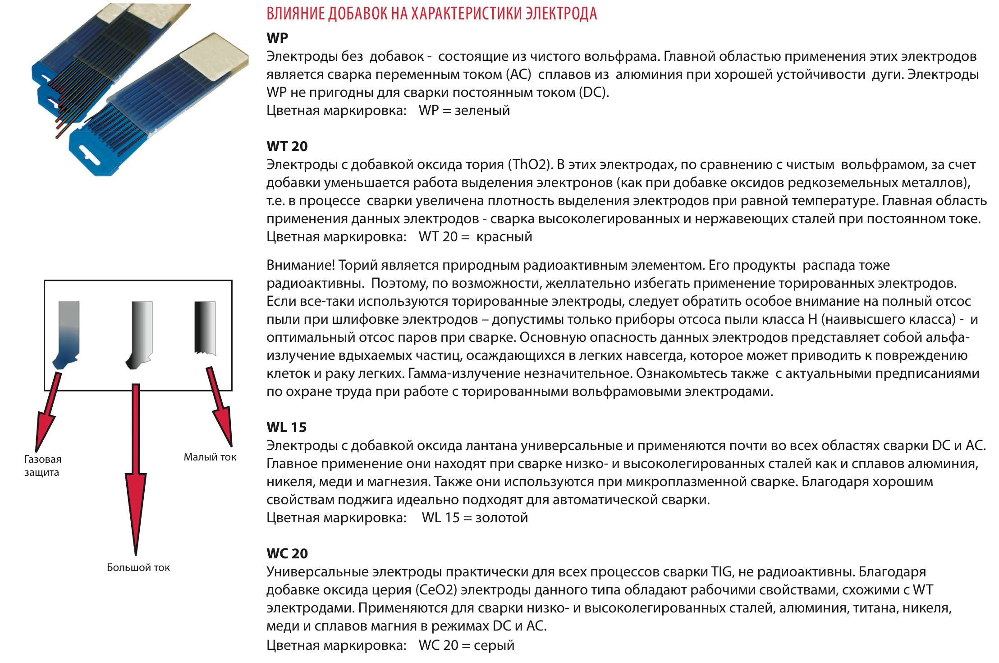 ВЛИЯНИЕ ДОБАВОК НА ХАРАКТЕРИСТИКИ ЭЛЕКТРОДА
WP
Электроды без  добавок -  состоящие из чистого вольфрама. Главной областью применения этих электродов
является сварка переменным током (AC)  сплавов из  алюминия при хорошей устойчивости  дуги. Электроды
WP не пригодны для сварки постоянным током (DC).
Цветная маркировка:   WP = зеленый
WT 20
Электроды с добавкой оксида тория (ThO2). В этих электродах, по сравнению с чистым  вольфрамом, за счет
добавки уменьшается работа выделения электронов (как при добавке оксидов редкоземельных металлов),
т.е. в процессе  сварки увеличена плотность выделения электродов при равной температуре. Главная область
применения данных электродов - сварка высоколегированных и нержавеющих сталей при постоянном токе.
Цветная маркировка:   WT 20 =  красный
Внимание! Торий является природным радиоактивным элементом. Его продукты  распада тоже
радиоактивны.  Поэтому, по возможности, желлательно избегать применение торированных электродов.
Если все-таки используются торированные электроды, следует обратить особое внимание на полный отсос
пыли при шлифовке электродов – допустимы только приборы отсоса пыли класса H (наивысшего класса) -  и
оптимальный отсос паров при сварке. Основную опасность данных электродов представляет собой альфа-
излучение вдыхаемых частиц, осаждающихся в легких навсегда, которое может приводить к повреждению
клеток и раку легких. Гамма-излучение незначительное. Ознакомьтесь также  с актуальными предписаниями
по охране труда при работе с торированными вольфрамовыми электродами.
WL 15
Электроды с добавкой оксида лантана универсальные и применяются почти во всех областях сварки DC и AC.
Главное применение они находят при сварке низко- и высоколегированных сталей как и сплавов алюминия,
никеля, меди и магнезия. Также они используются при микроплазменной сварке. Благодаря хорошим
свойствам поджига идеально подходят для автоматической сварки.
Цветная маркировка:    WL 15 = золотой
WC 20
Универсальные электроды практически для всех процессов сварки TIG, не радиоактивны. Благодаря
добавке оксида церия (CeO2) электроды данного типа обладают рабочими свойствами, схожими с WT
электродами. Применяются для сварки низко- и высоколегированных сталей, алюминия, титана, никеля,
меди и сплавов магния в режимах DC и AC.
Цветная маркировка:   WC 20 = серый
Газовая
защита
Малый ток
Большой ток